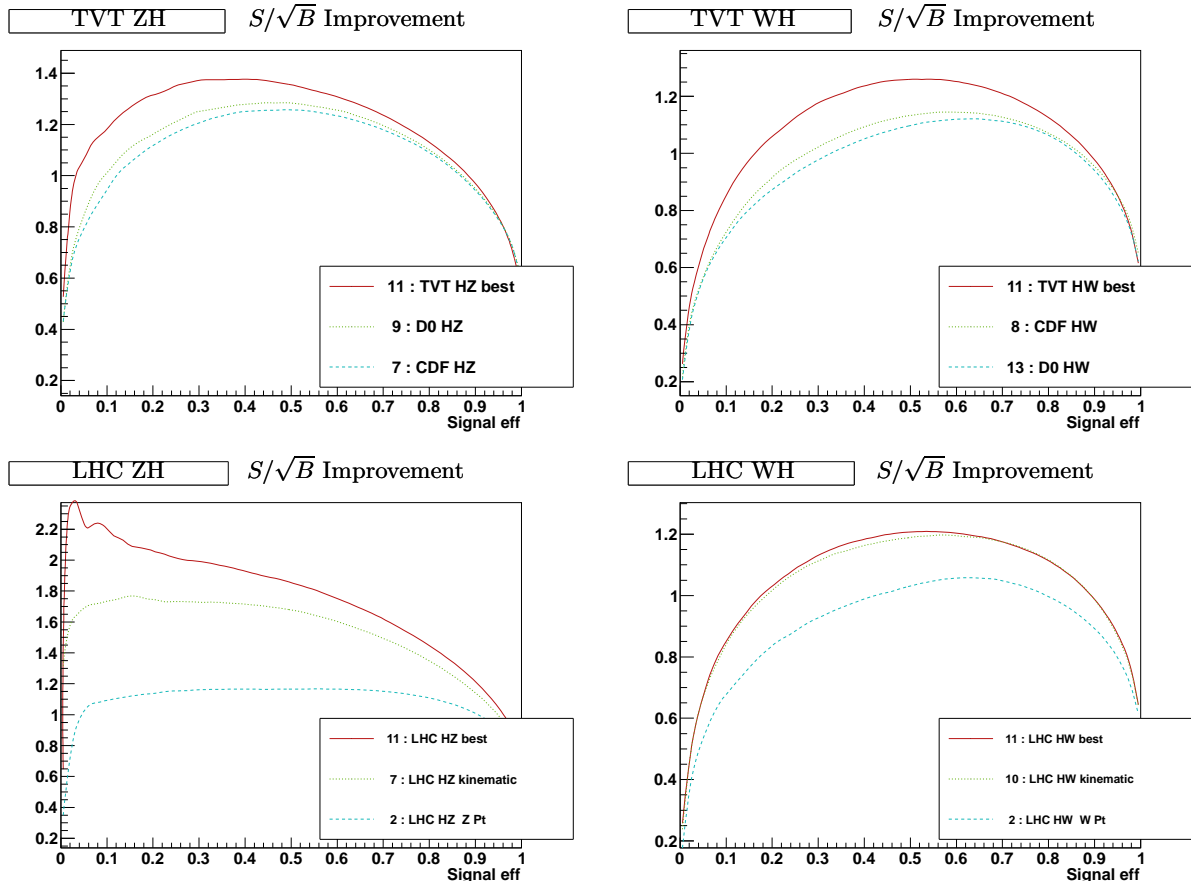 TVT ZH S/√B Improvement
1.4
1.2
1
0.8
0.6
0.4
0.2
11 : TVT HZ best
9 : D0 HZ
7 : CDF HZ
0 0.1 0.2 0.3 0.4 0.5 0.6 0.7 0.8 0.9 1
Signal eff
TVT WH S/√B Improvement
1.2
1
0.8
0.6
0.4
0.2
11 : TVT HW best
8 : CDF HW
13 : D0 HW
0 0.1 0.2 0.3 0.4 0.5 0.6 0.7 0.8 0.9 1
Signal eff
LHC ZH S/√B Improvement
2.2
2
1.8
1.6
1.4
1.2
1
0.8
0.6
0.4
0.2
11 : LHC HZ best
7 : LHC HZ kinematic
2 : LHC HZ Z Pt
0 0.1 0.2 0.3 0.4 0.5 0.6 0.7 0.8 0.9 1
Signal eff
LHC WH S/√B Improvement
1.2
1
0.8
0.6
0.4
0.2
11 : LHC HW best
10 : LHC HW kinematic
2 : LHC HW W Pt
0 0.1 0.2 0.3 0.4 0.5 0.6 0.7 0.8 0.9 1
Signal eff